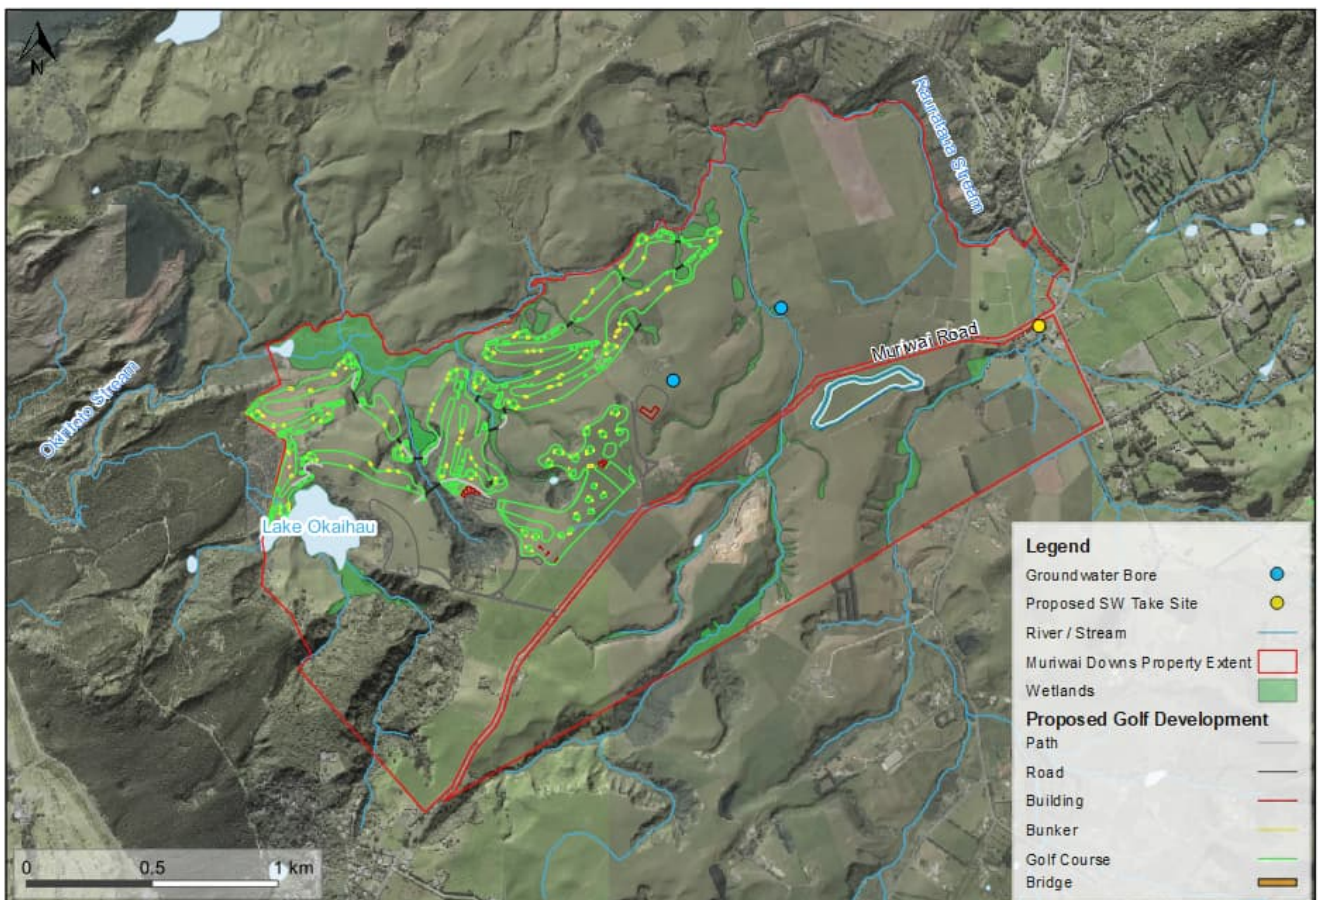 N
Kaukatana Stream
Muriwai Road
Okiritoto Stream
Lake Okaihau
Legend
Groundwater Bore
Proposed SW Take Site
River / Stream
Muriwai Downs Property Extent
Wetlands
Proposed Golf Development
Path
Road
Building
Bunker
Golf Course
Bridge
0 0.5 1 km